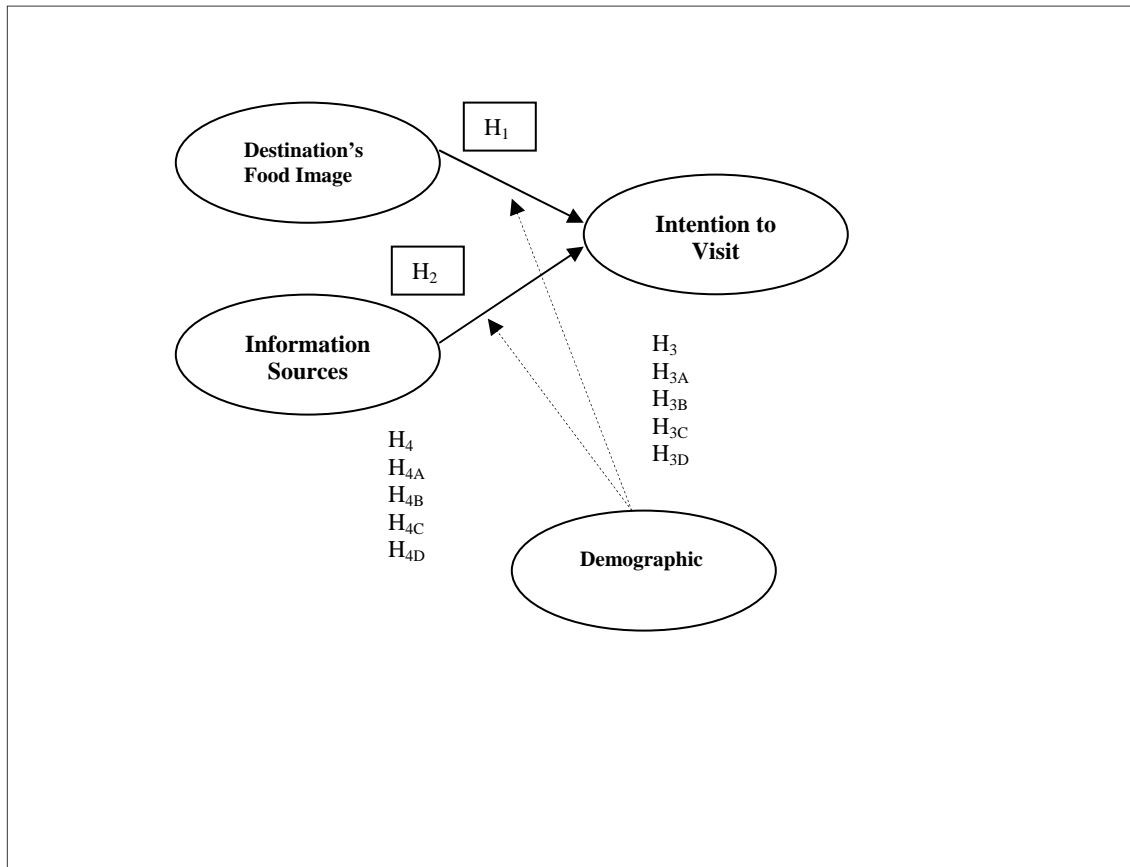 Destination's
Food Image
H₁
Intention to
Visit
H₂
Information
Sources
H₃
H₃A
H₃B
H₃C
H₃D
H₄
H₄A
H₄B
H₄C
H₄D
Demographic